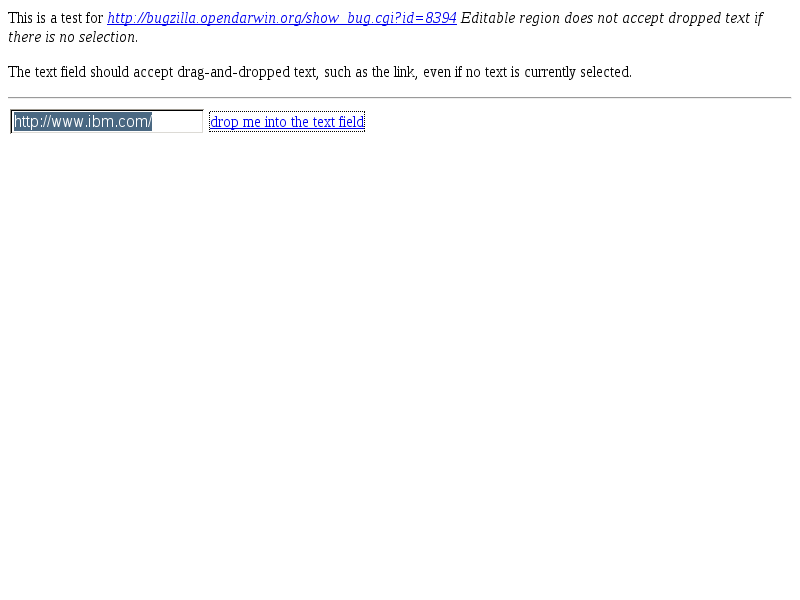 This is a test for http://bugzilla.opendarwin.org/show_bug.cgi?id=8394 Editable region does not accept dropped text if
there is no selection.
The text field should accept drag-and-dropped text, such as the link, even if no text is currently selected.
http://www.ibm.com/ drop me into the text field